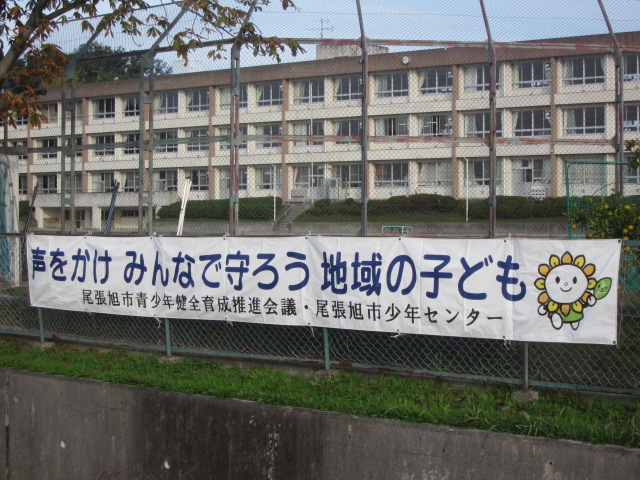 声をかけ みんなで守ろう 地域の子ども
尾張旭市青少年健全育成推進会議・尾張旭市少年センター